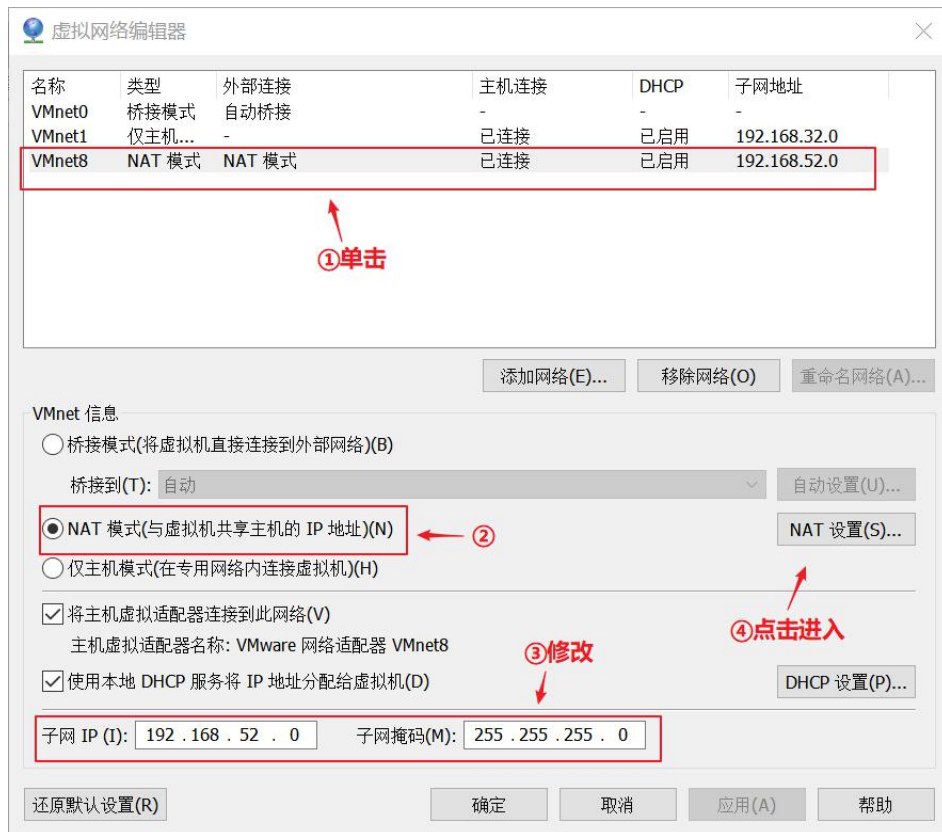 虚拟网络编辑器
名称 类型 外部连接 主机连接 DHCP 子网地址
VMnet0 桥接模式 自动桥接 - - -
VMnet1 仅主机... - 已连接 已启用 192.168.32.0
VMnet8 NAT 模式 NAT 模式 已连接 已启用 192.168.52.0
①单击
添加网络(E)... 移除网络(O) 重命名网络(A)...
VMnet 信息
桥接模式(将虚拟机直接连接到外部网络)(B)
桥接到(T): 自动 自动设置(U)...
NAT 模式(与虚拟机共享主机的 IP 地址)(N) ② NAT 设置(S)...
仅主机模式(在专用网络内连接虚拟机)(H)
将主机虚拟适配器连接到此网络(V)
④点击进入
主机虚拟适配器名称: VMware 网络适配器 VMnet8
③修改
使用本地 DHCP 服务将 IP 地址分配给虚拟机(D) DHCP 设置(P)...
子网 IP (I): 192 . 168 . 52 . 0 子网掩码(M): 255 . 255 . 255 . 0
还原默认设置(R) 确定 取消 应用(A) 帮助